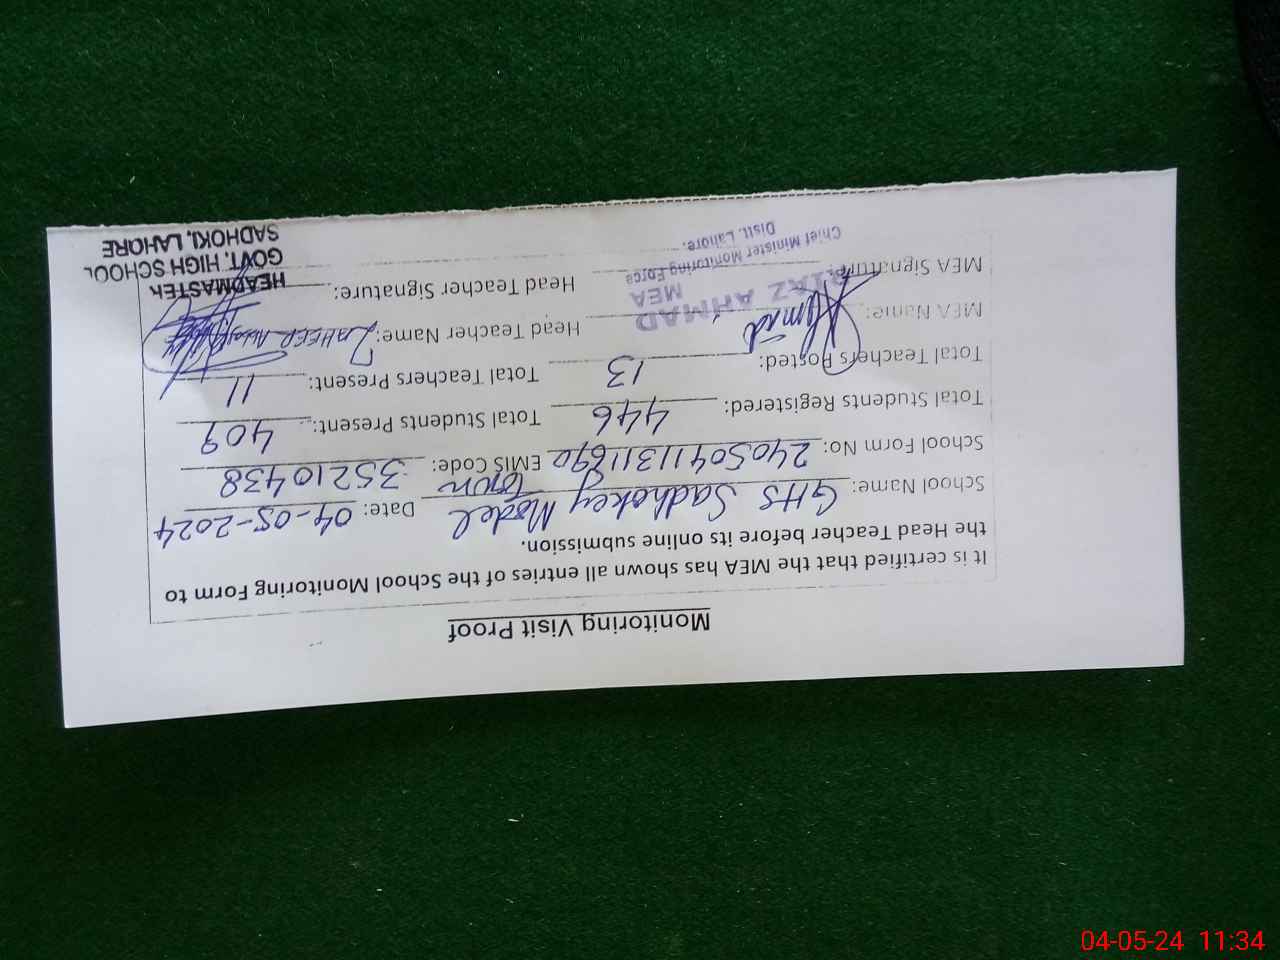 Monitoring Visit Proof
It is certified that the MEA has shown all entries of the School Monitoring Form to
the Head Teacher before its online submission.
School Name: GHS Sadhokey Model Town Date: 04-05-2024
School Form No: EMIS Code: 35210438
Total Students Registered: 446 Total Students Present: 409
Total Teachers Posted: 13 Total Teachers Present: 11
MEA Name: Head Teacher Name: ZAHEER
MEA Signature: Head Teacher Signature:
RIAZ AHMAD
MEA
Chief Minister Monitoring Force
Distt. Lahore.
HEADMASTER
GOVT. HIGH SCHOOL
SADHOKI, LAHORE
04-05-24 11:34